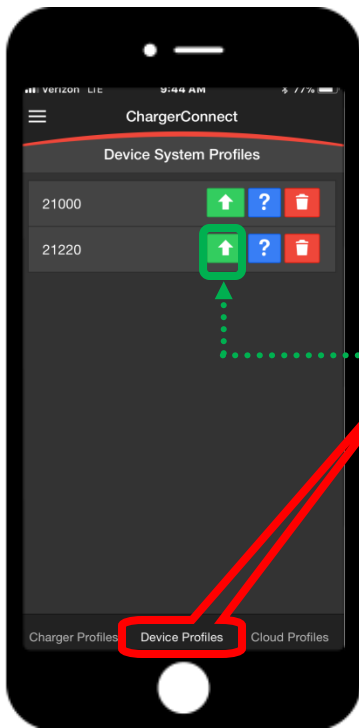 Verizon LTE 9:44 AM 77%
ChargerConnect
Device System Profiles
21000 ?
21220 ?
Charger Profiles Device Profiles Cloud Profiles